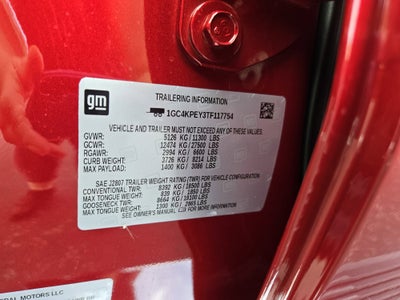 gm
TRAILERING INFORMATION
1GC4KPEY3TF117754
VEHICLE AND TRAILER MUST NOT EXCEED ANY OF THE FOLLOWING
GVWR: 5126 KG/11300 LBS
GCWR: 12474 KG/27500 LBS
RGAWR: 2994 KG/ 6600 LBS
CURB WEIGHT: 3726 KG/ 8214 LBS
MAX PAYLOAD: 1400 KG/ 3086 LBS
SAE J2807 TRAILER WEIGHT RATING (TWR) FOR VEHICLE CONFIGURATION:
CONVENTIONAL TWR: 8392 KG/18500 LBS
MAX TONGUE WEIGHT: 839 KG/ 1850 LBS
GOOSENECK TWR: 8664 KG/19100 LBS
MAX TONGUE WEIGHT: 1300 KG/ 2865 LBS
SEE OWNER'S MANUAL FOR MORE INFORMATION
MOTORS LLC